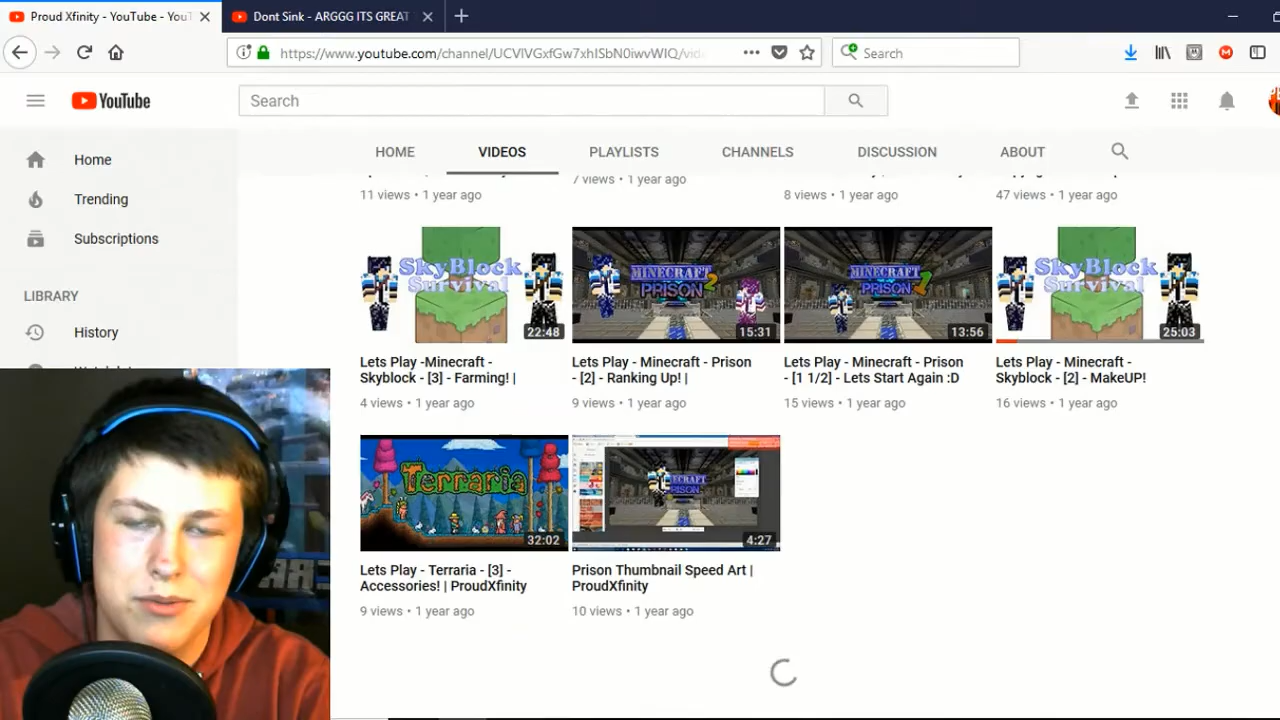 Proud Xfinity - YouTube - YouT
Dont Sink - ARGGG ITS GREAT
https://www.youtube.com/channel/UCVlVGxfGw7xhISbN0iwvWIQ/vide
Search
YouTube
Search
Home
Trending
Subscriptions
LIBRARY
History
HOME
VIDEOS
PLAYLISTS
CHANNELS
DISCUSSION
ABOUT
11 views • 1 year ago
7 views • 1 year ago
8 views • 1 year ago
47 views • 1 year ago
SkyBlock
Survival
22:48
MINECRAFT
PRISON 2
15:31
MINECRAFT
PRISON 1
13:56
SkyBlock
Survival
25:03
Lets Play -Minecraft -
Skyblock - [3] - Farming! |
4 views • 1 year ago
Lets Play - Minecraft - Prison
- [2] - Ranking Up! |
9 views • 1 year ago
Lets Play - Minecraft - Prison
- [1 1/2] - Lets Start Again :D
15 views • 1 year ago
Lets Play - Minecraft -
Skyblock - [2] - MakeUP!
16 views • 1 year ago
Terraria
32:02
MINECRAFT
PRISON
4:27
Lets Play - Terraria - [3] -
Accessories! | ProudXfinity
9 views • 1 year ago
Prison Thumbnail Speed Art |
ProudXfinity
10 views • 1 year ago